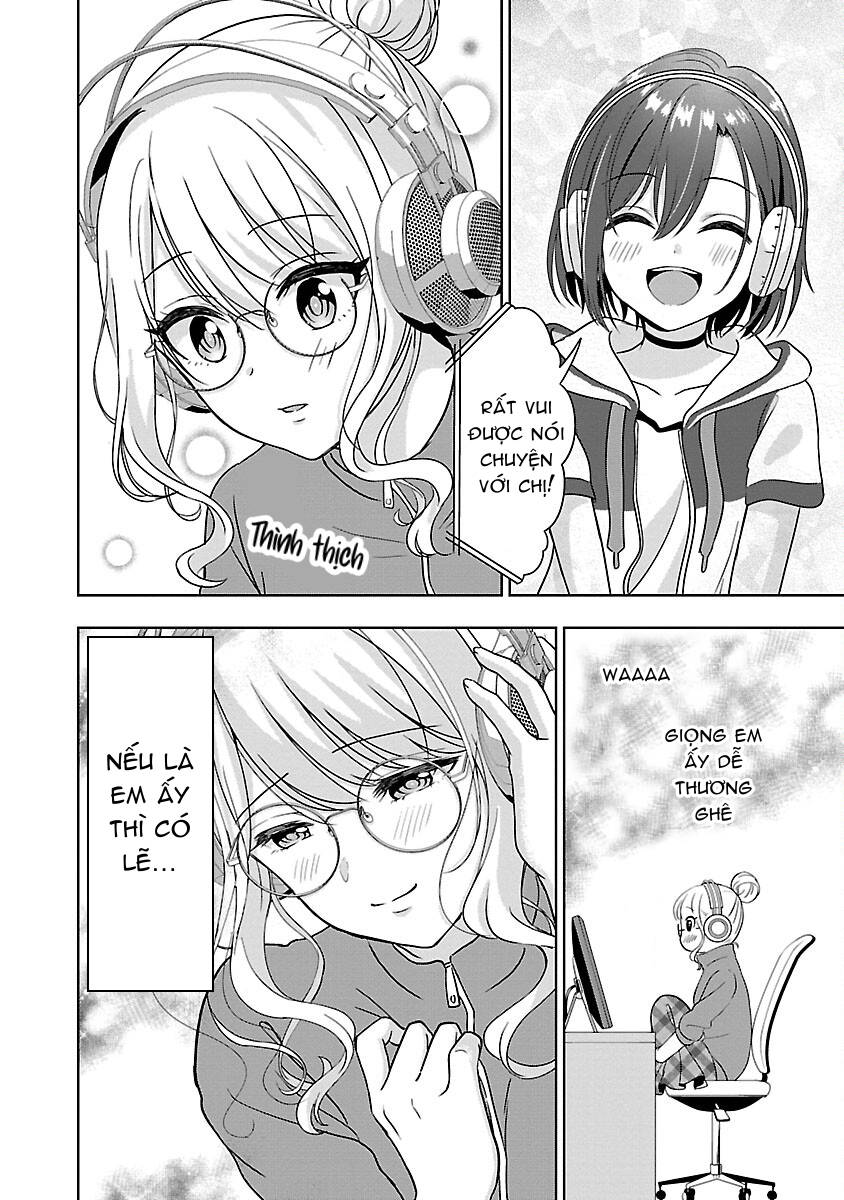 RẤT VUI
ĐƯỢC NÓI
CHUYỆN
VỚI CHỊ!
Thình thịch
WAAAA
GIỌNG EM
ẤY DỄ
THƯƠNG
GHÊ
NẾU LÀ
EM ẤY
THÌ CÓ
LẼ...